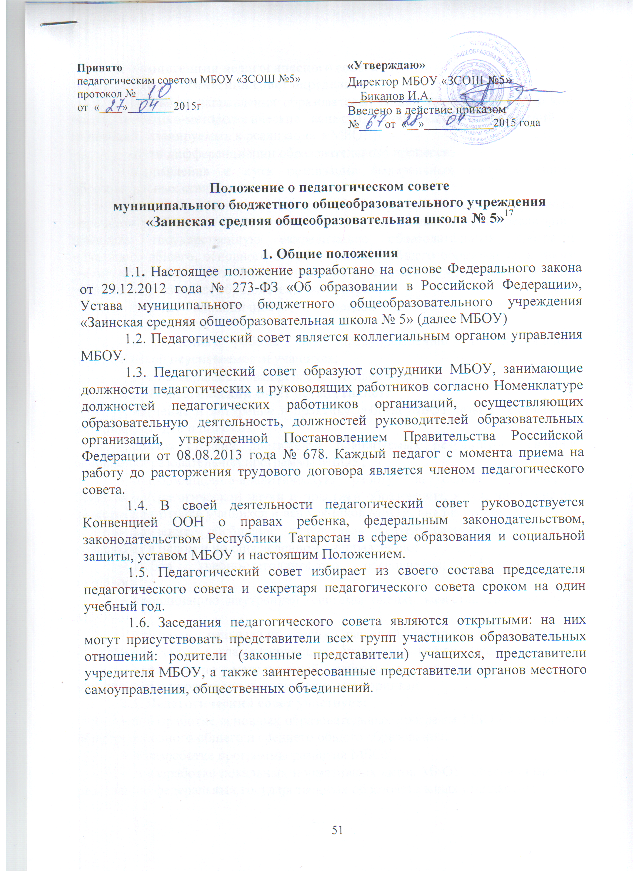 Принято
педагогическим советом МБОУ «ЗСОШ №5»
протокол № 10
от «27» 04 2015г
«Утверждаю»
Директор МБОУ «ЗСОШ №5»
Биканов И.А.
Введено в действие приказом
№ 67 от «28» 04 2015 года
Положение о педагогическом совете
муниципального бюджетного общеобразовательного учреждения
«Заинская средняя общеобразовательная школа № 5»17
1. Общие положения
1.1. Настоящее положение разработано на основе Федерального закона
от 29.12.2012 года № 273-ФЗ «Об образовании в Российской Федерации»,
Устава муниципального бюджетного общеобразовательного учреждения
«Заинская средняя общеобразовательная школа № 5» (далее МБОУ)
1.2. Педагогический совет является коллегиальным органом управления
МБОУ.
1.3. Педагогический совет образуют сотрудники МБОУ, занимающие
должности педагогических и руководящих работников согласно Номенклатуре
должностей педагогических работников организаций, осуществляющих
образовательную деятельность, должностей руководителей образовательных
организаций, утвержденной Постановлением Правительства Российской
Федерации от 08.08.2013 года № 678. Каждый педагог с момента приема на
работу до расторжения трудового договора является членом педагогического
совета.
1.4. В своей деятельности педагогический совет руководствуется
Конвенцией ООН о правах ребенка, федеральным законодательством,
законодательством Республики Татарстан в сфере образования и социальной
защиты, уставом МБОУ и настоящим Положением.
1.5. Педагогический совет избирает из своего состава председателя
педагогического совета и секретаря педагогического совета сроком на один
учебный год.
1.6. Заседания педагогического совета являются открытыми: на них
могут присутствовать представители всех групп участников образовательных
отношений: родители (законные представители) учащихся, представители
учредителя МБОУ, а также заинтересованные представители органов местного
самоуправления, общественных объединений.
51